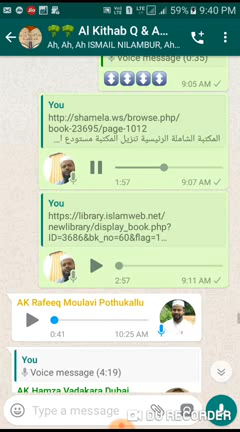 59% 9:40 PM
Al Kithab Q & A...
Ah, Ah, Ah ISMAIL NILAMBUR, Ah...
Voice message (0:35)
9:05 AM
You
http://shamela.ws/browse.php/
book-23695/page-1012
المكتبة الشاملة الرئيسية تنزيل المكتبة مستودع ا...
1:57 9:07 AM
You
https://library.islamweb.net/
newlibrary/display_book.php?
ID=3686&bk_no=60&flag=1...
2:57 9:11 AM
AK Rafeeq Moulavi Pothukallu
0:41 10:25 AM
You
Voice message (4:19)
AK Hamza Vadakara Dubai
Type a message
DU RECORDER